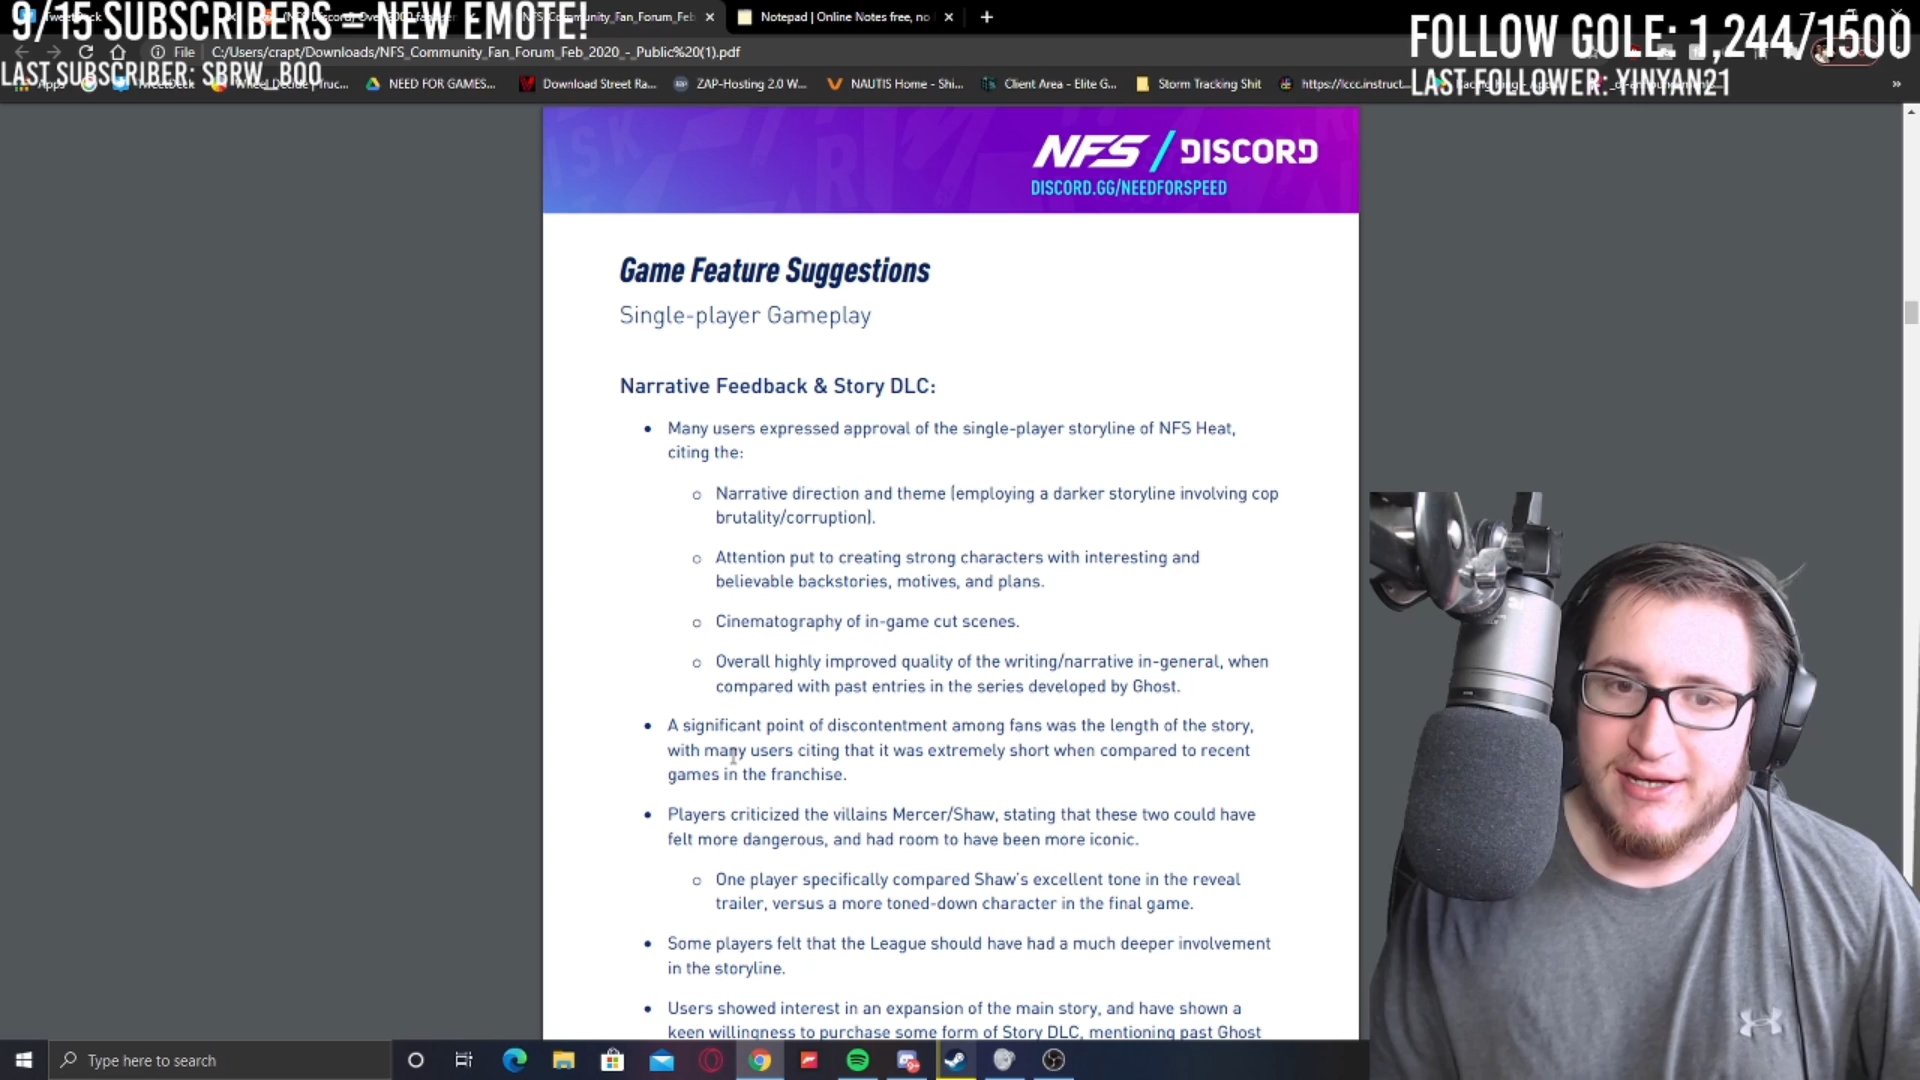 9/15 SUBSCRIBERS = NEW EMOTE!
LAST SUBSCRIBER: SBRW_BOO
FOLLOW GOLE: 1,244/1500
LAST FOLLOWER: YINYAN21
Community_Fan_Forum_Feb
Notepad | Online Notes free, no
File C:/Users/crapt/Downloads/NFS_Community_Fan_Forum_Feb_2020_-_Public%20(1).pdf
NEED FOR GAMES...
Download Street Ra...
ZAP-Hosting 2.0 W...
NAUTIS Home - Shi...
Client Area - Elite G...
Storm Tracking Shit
https://lccc.instruct...
NFS / DISCORD
DISCORD.GG/NEEDFORSPEED
Game Feature Suggestions
Single-player Gameplay
Narrative Feedback & Story DLC:
• Many users expressed approval of the single-player storyline of NFS Heat,
citing the:
o Narrative direction and theme (employing a darker storyline involving cop
brutality/corruption).
o Attention put to creating strong characters with interesting and
believable backstories, motives, and plans.
o Cinematography of in-game cut scenes.
o Overall highly improved quality of the writing/narrative in-general, when
compared with past entries in the series developed by Ghost.
• A significant point of discontentment among fans was the length of the story,
with many users citing that it was extremely short when compared to recent
games in the franchise.
• Players criticized the villains Mercer/Shaw, stating that these two could have
felt more dangerous, and had room to have been more iconic.
o One player specifically compared Shaw's excellent tone in the reveal
trailer, versus a more toned-down character in the final game.
• Some players felt that the League should have had a much deeper involvement
in the storyline.
• Users showed interest in an expansion of the main story, and have shown a
keen willingness to purchase some form of Story DLC, mentioning past Ghost
Type here to search